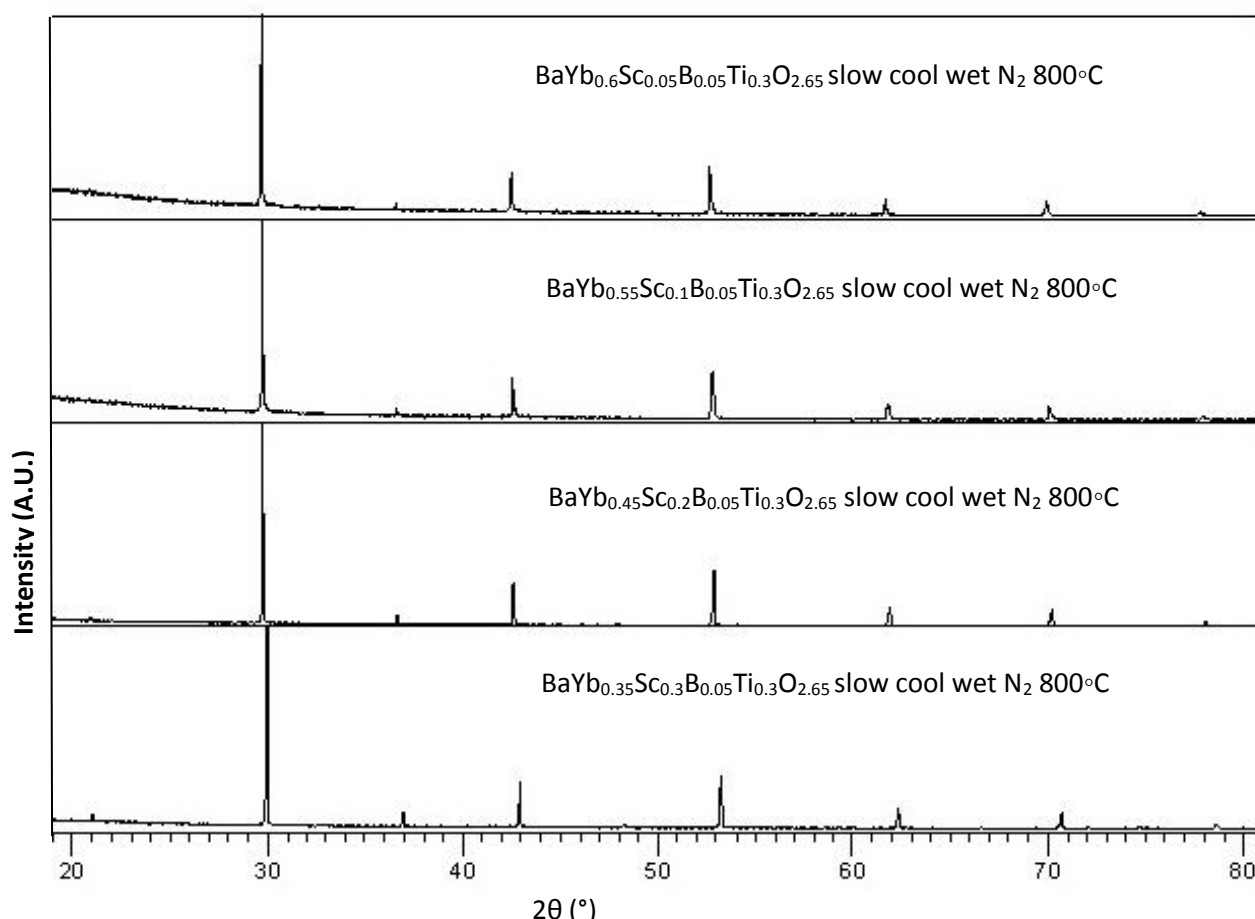 BaYb₀.₆Sc₀.₀₅B₀.₀₅Ti₀.₃O₂.₆₅ slow cool wet N₂ 800◦C
BaYb₀.₅₅Sc₀.₁B₀.₀₅Ti₀.₃O₂.₆₅ slow cool wet N₂ 800◦C
BaYb₀.₄₅Sc₀.₂B₀.₀₅Ti₀.₃O₂.₆₅ slow cool wet N₂ 800◦C
BaYb₀.₃₅Sc₀.₃B₀.₀₅Ti₀.₃O₂.₆₅ slow cool wet N₂ 800◦C
Intensity (A.U.)
20 30 40 50 60 70 80
2θ (°)